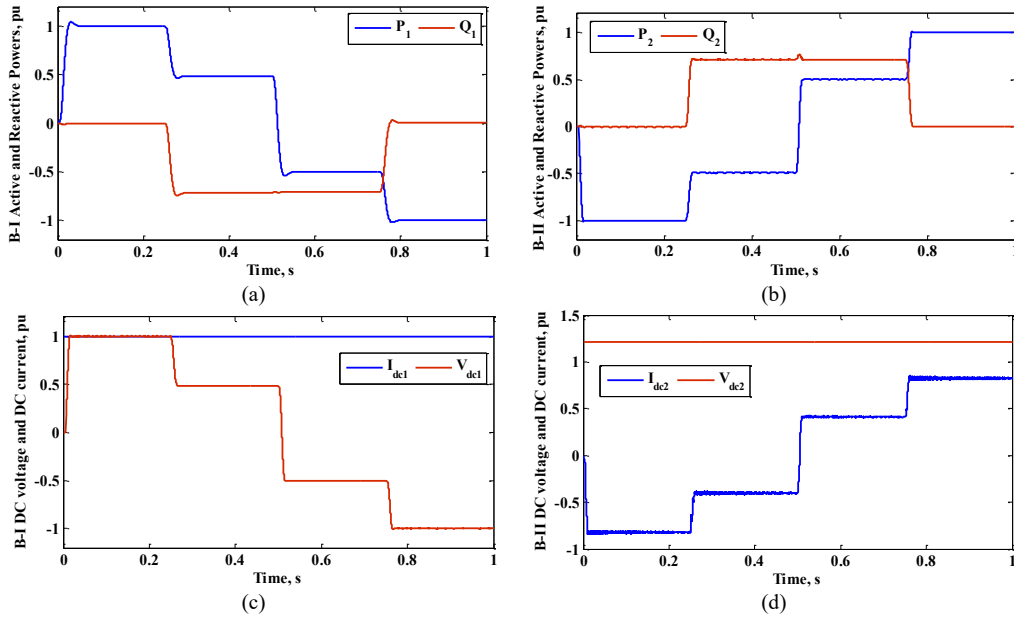 B-I Active and Reactive Powers, pu
1
0.5
0
-0.5
-1
P1 Q1
0 0.2 0.4 0.6 0.8 1
Time, s
(a)
B-II Active and Reactive Powers, pu
1
0.5
0
-0.5
-1
P2 Q2
0 0.2 0.4 0.6 0.8 1
Time, s
(b)
B-I DC voltage and DC current, pu
1
0.5
0
-0.5
-1
Idc1 Vdc1
0 0.2 0.4 0.6 0.8 1
Time, s
(c)
B-II DC voltage and DC current, pu
1.5
1
0.5
0
-0.5
-1
Idc2 Vdc2
0 0.2 0.4 0.6 0.8 1
Time, s
(d)